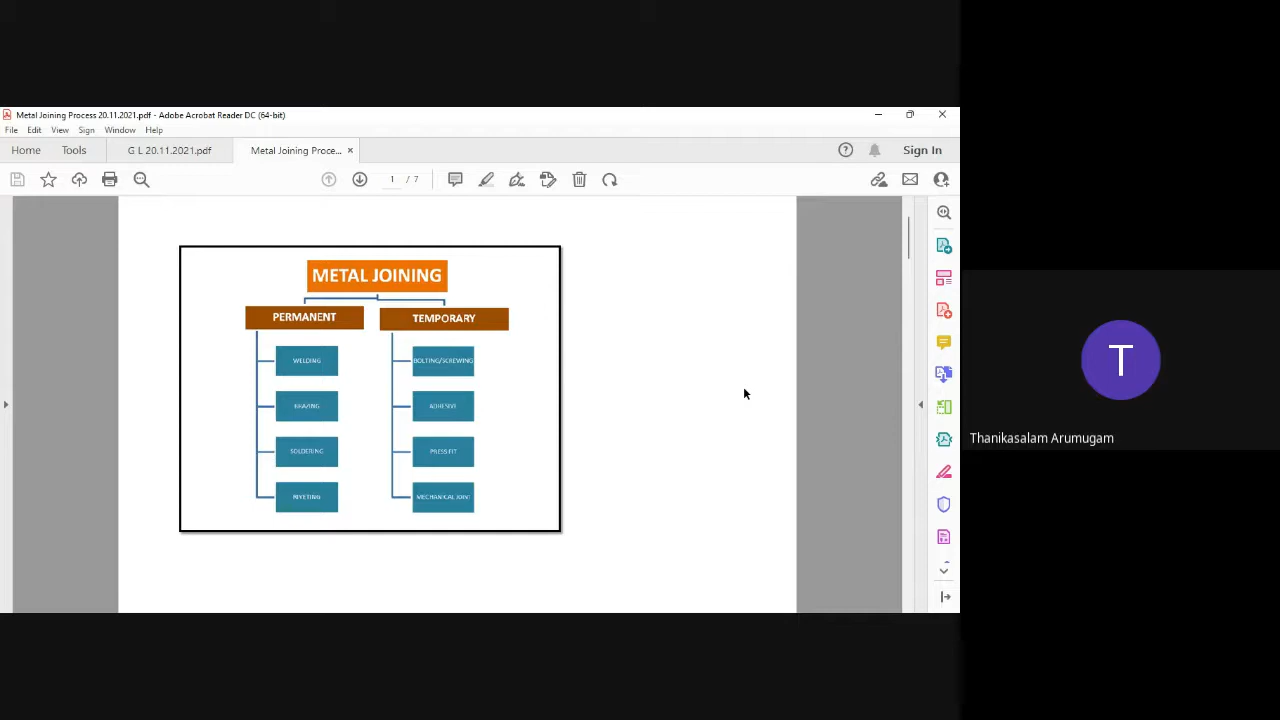 Metal Joining Process 20.11.2021.pdf - Adobe Acrobat Reader DC (64-bit)
File Edit View Sign Window Help
Home Tools G L 20.11.2021.pdf Metal Joining Proce... × Sign In
1 / 7
METAL JOINING
PERMANENT TEMPORARY
WELDING BOLTING/SCREWING
BRAZING ADHESIVE
SOLDERING PRESS FIT
RIVETING MECHANICAL JOINT
T
Thanikasalam Arumugam